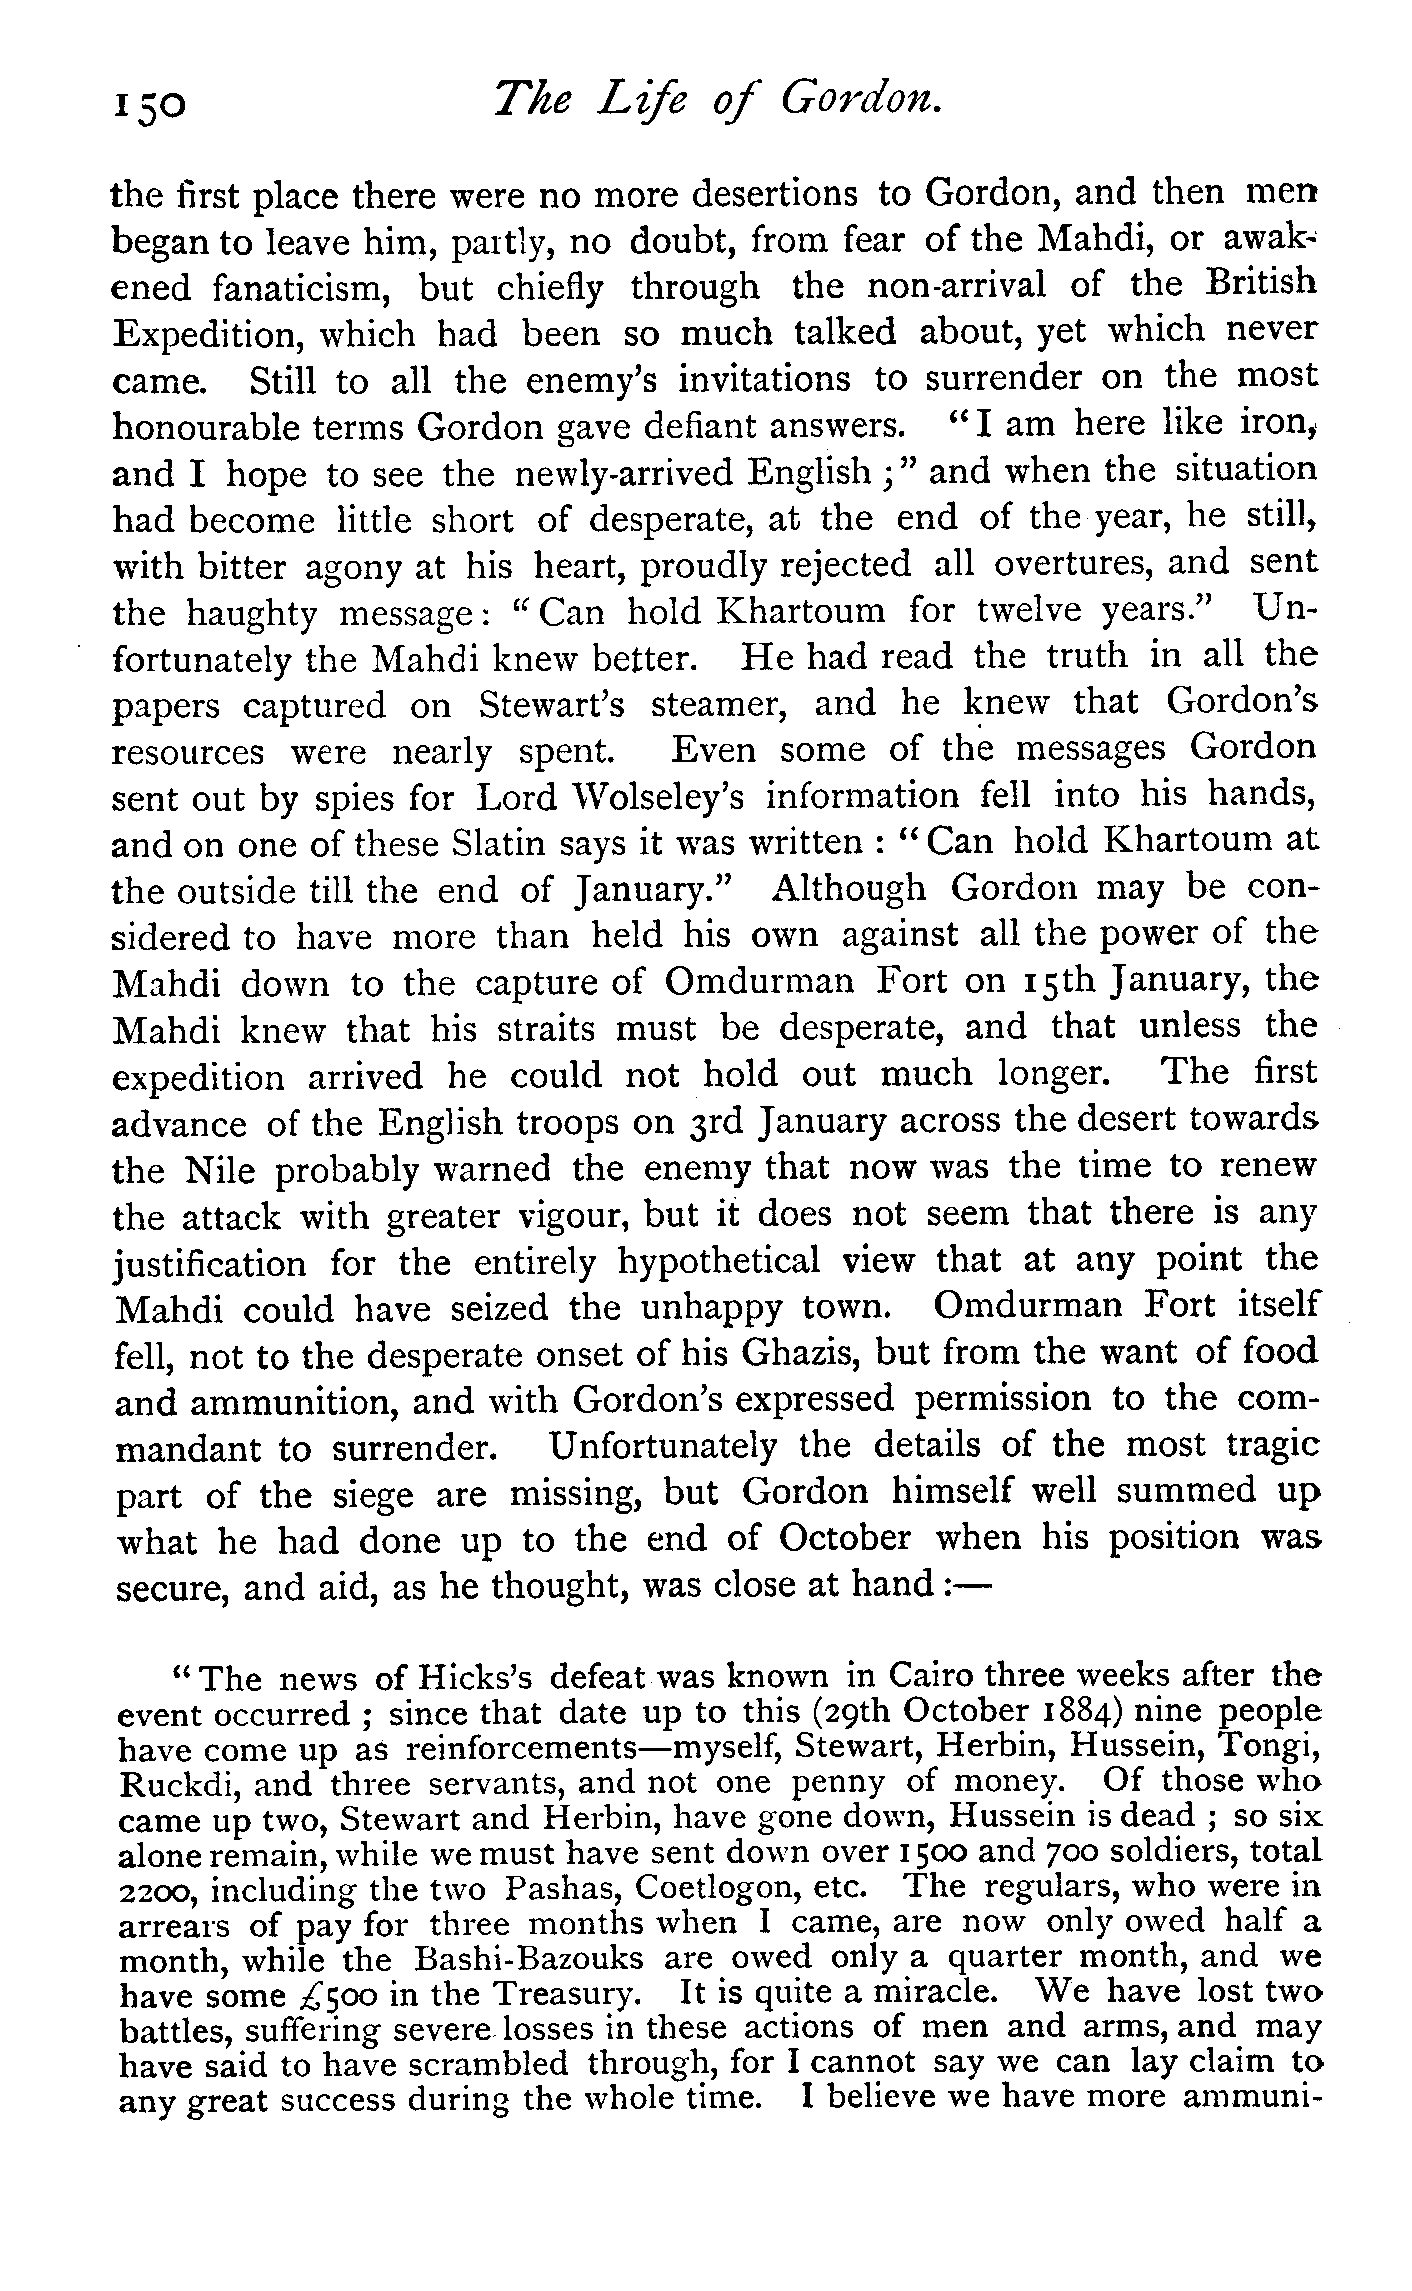 150 The Life of Gordon.
the first place there were no more desertions to Gordon, and then men
began to leave him, partly, no doubt, from fear of the Mahdi, or awak-
ened fanaticism, but chiefly through the non-arrival of the British
Expedition, which had been so much talked about, yet which never
came. Still to all the enemy's invitations to surrender on the most
honourable terms Gordon gave defiant answers. "I am here like iron,
and I hope to see the newly-arrived English ;" and when the situation
had become little short of desperate, at the end of the year, he still,
with bitter agony at his heart, proudly rejected all overtures, and sent
the haughty message: "Can hold Khartoum for twelve years." Un-
fortunately the Mahdi knew better. He had read the truth in all the
papers captured on Stewart's steamer, and he knew that Gordon's
resources were nearly spent. Even some of the messages Gordon
sent out by spies for Lord Wolseley's information fell into his hands,
and on one of these Slatin says it was written : "Can hold Khartoum at
the outside till the end of January." Although Gordon may be con-
sidered to have more than held his own against all the power of the
Mahdi down to the capture of Omdurman Fort on 15th January, the
Mahdi knew that his straits must be desperate, and that unless the
expedition arrived he could not hold out much longer. The first
advance of the English troops on 3rd January across the desert towards
the Nile probably warned the enemy that now was the time to renew
the attack with greater vigour, but it does not seem that there is any
justification for the entirely hypothetical view that at any point the
Mahdi could have seized the unhappy town. Omdurman Fort itself
fell, not to the desperate onset of his Ghazis, but from the want of food
and ammunition, and with Gordon's expressed permission to the com-
mandant to surrender. Unfortunately the details of the most tragic
part of the siege are missing, but Gordon himself well summed up
what he had done up to the end of October when his position was
secure, and aid, as he thought, was close at hand :—
"The news of Hicks's defeat was known in Cairo three weeks after the
event occurred ; since that date up to this (29th October 1884) nine people
have come up as reinforcements—myself, Stewart, Herbin, Hussein, Tongi,
Ruckdi, and three servants, and not one penny of money. Of those who
came up two, Stewart and Herbin, have gone down, Hussein is dead ; so six
alone remain, while we must have sent down over 1500 and 700 soldiers, total
2200, including the two Pashas, Coetlogon, etc. The regulars, who were in
arrears of pay for three months when I came, are now only owed half a
month, while the Bashi-Bazouks are owed only a quarter month, and we
have some £500 in the Treasury. It is quite a miracle. We have lost two
battles, suffering severe losses in these actions of men and arms, and may
have said to have scrambled through, for I cannot say we can lay claim to
any great success during the whole time. I believe we have more ammuni-